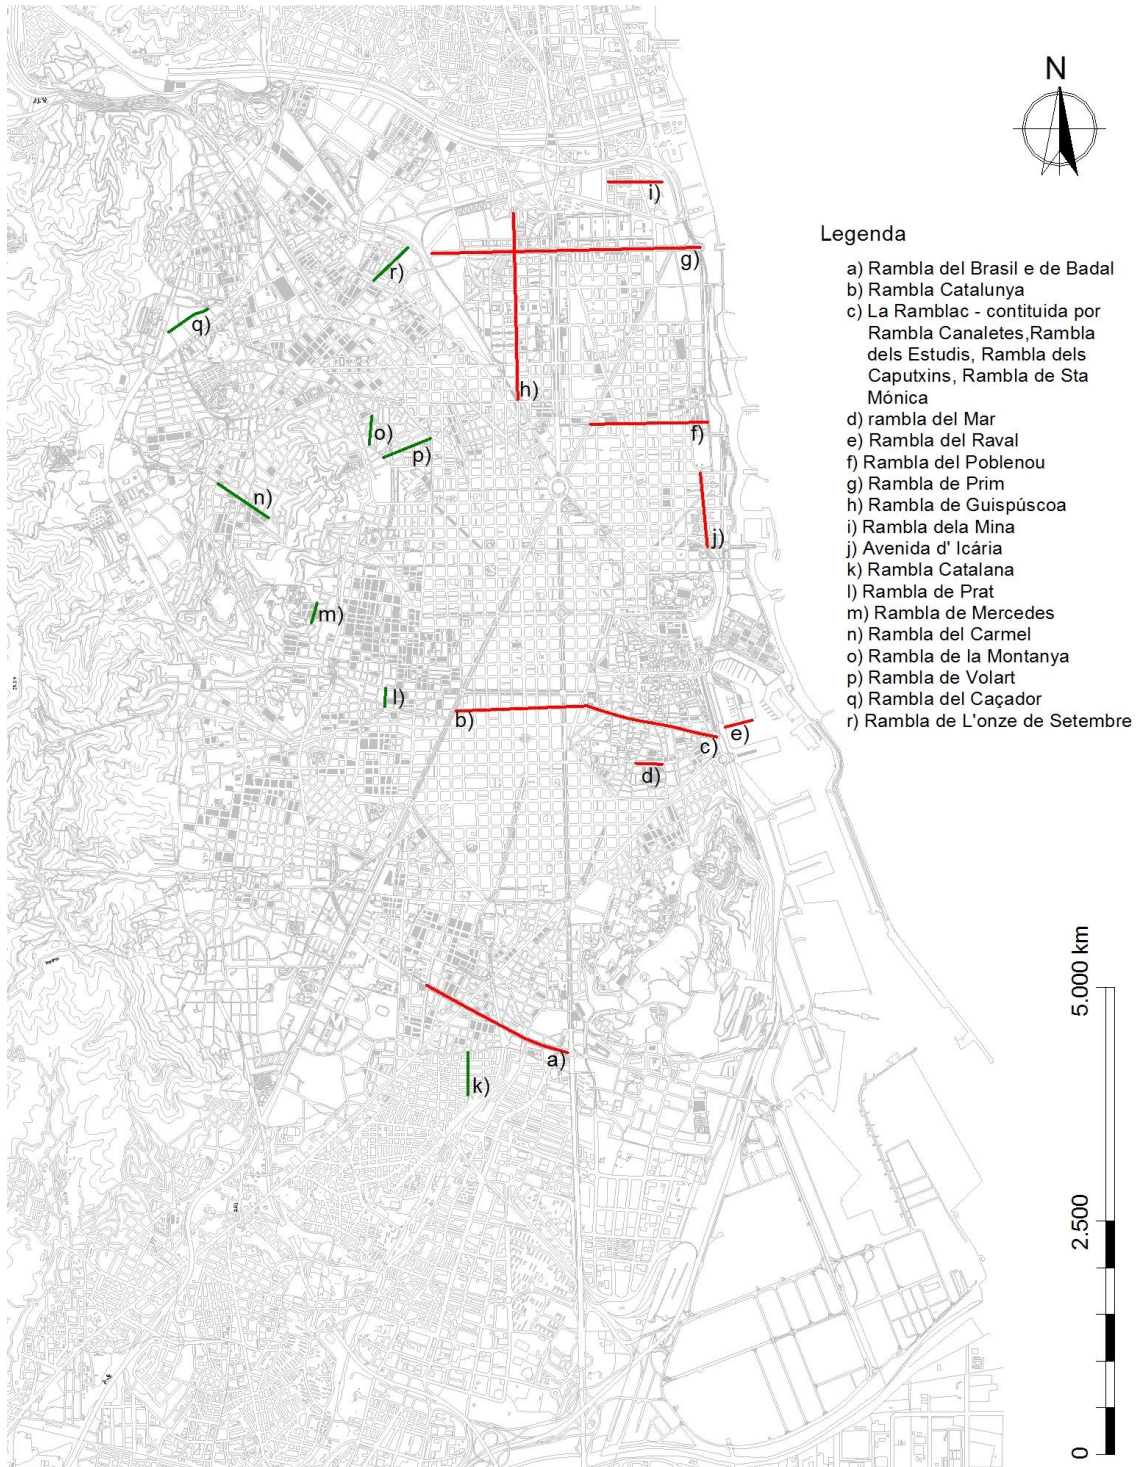 N
Legenda
a) Rambla del Brasil e de Badal
b) Rambla Catalunya
c) La Ramblac - contituida por
Rambla Canaletes,Rambla
dels Estudis, Rambla dels
Caputxins, Rambla de Sta
Mónica
d) rambla del Mar
e) Rambla del Raval
f) Rambla del Poblenou
g) Rambla de Prim
h) Rambla de Guispúscoa
i) Rambla dela Mina
j) Avenida d' Icária
k) Rambla Catalana
l) Rambla de Prat
m) Rambla de Mercedes
n) Rambla del Carmel
o) Rambla de la Montanya
p) Rambla de Volart
q) Rambla del Caçador
r) Rambla de L'onze de Setembre
i)
g)
r)
q)
h)
o)
f)
p)
n)
j)
m)
l)
b)
e)
c)
d)
a)
k)
5.000 km
2.500
0